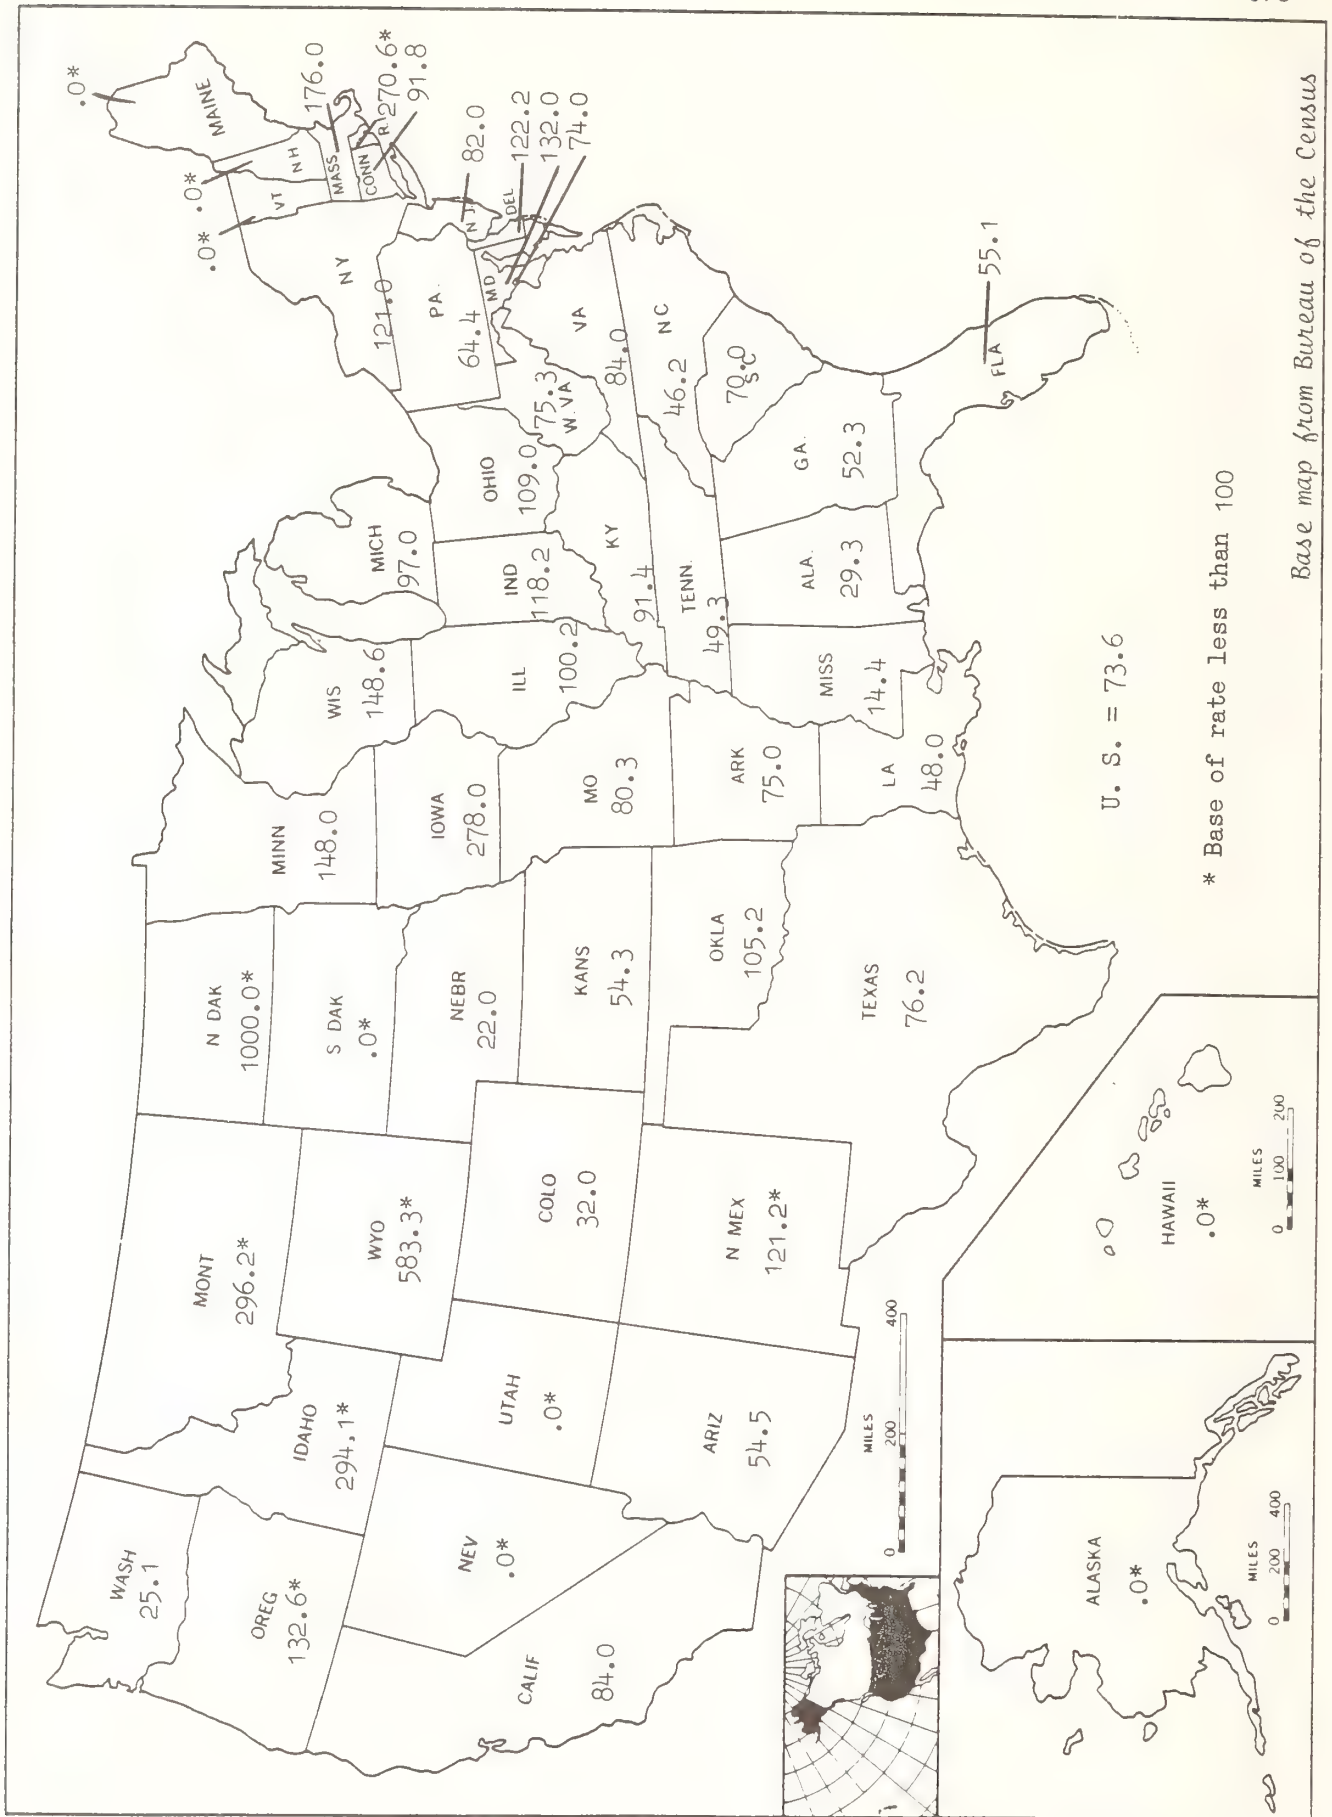 WASH
25.1
OREG
132.6*
CALIF
84.0
NEV
.0*
IDAHO
294.1*
MONT
296.2*
WYO
583.3*
UTAH
.0*
ARIZ
54.5
COLO
32.0
N MEX
121.2*
N DAK
1000.0*
S DAK
.0*
NEBR
22.0
KANS
54.3
OKLA
105.2
TEXAS
76.2
MINN
148.0
IOWA
278.0
MO
80.3
ARK
75.0
LA
48.0
WIS
148.6
ILL
100.2
MICH
97.0
IND
118.2
OHIO
109.0
KY
91.4
TENN.
49.3
MISS
14.4
ALA.
29.3
GA.
52.3
FLA
55.1
S C
70.0
NC
46.2
VA
84.0
W. VA
75.3
PA.
64.4
NY
121.0
VT
.0*
NH
.0*
MAINE
.0*
MASS
176.0
R.I.
270.6*
CONN
91.8
N J.
82.0
DEL
122.2
MD
132.0
74.0
MILES
0 200 400
ALASKA
.0*
MILES
0 200 400
HAWAII
.0*
MILES
0 100 200
U. S. = 73.6
* Base of rate less than 100
Base map from Bureau of the Census